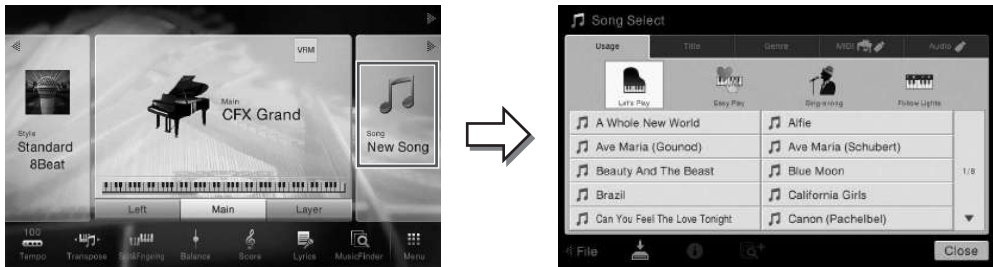 VRM
Main
CFX Grand
Style
Standard
8Beat
Song
New Song
Left
Main
Layer
100
Tempo
Transpose
Split&Fingering
Balance
Score
Lyrics
MusicFinder
Menu
Song Select
Usage
Title
Genre
MIDI
Audio
Let's Play
Easy Play
Sing-along
Follow Lights
A Whole New World
Alfie
Ave Maria (Gounod)
Ave Maria (Schubert)
Beauty And The Beast
Blue Moon
1/8
Brazil
California Girls
Can You Feel The Love Tonight
Canon (Pachelbel)
File
Close